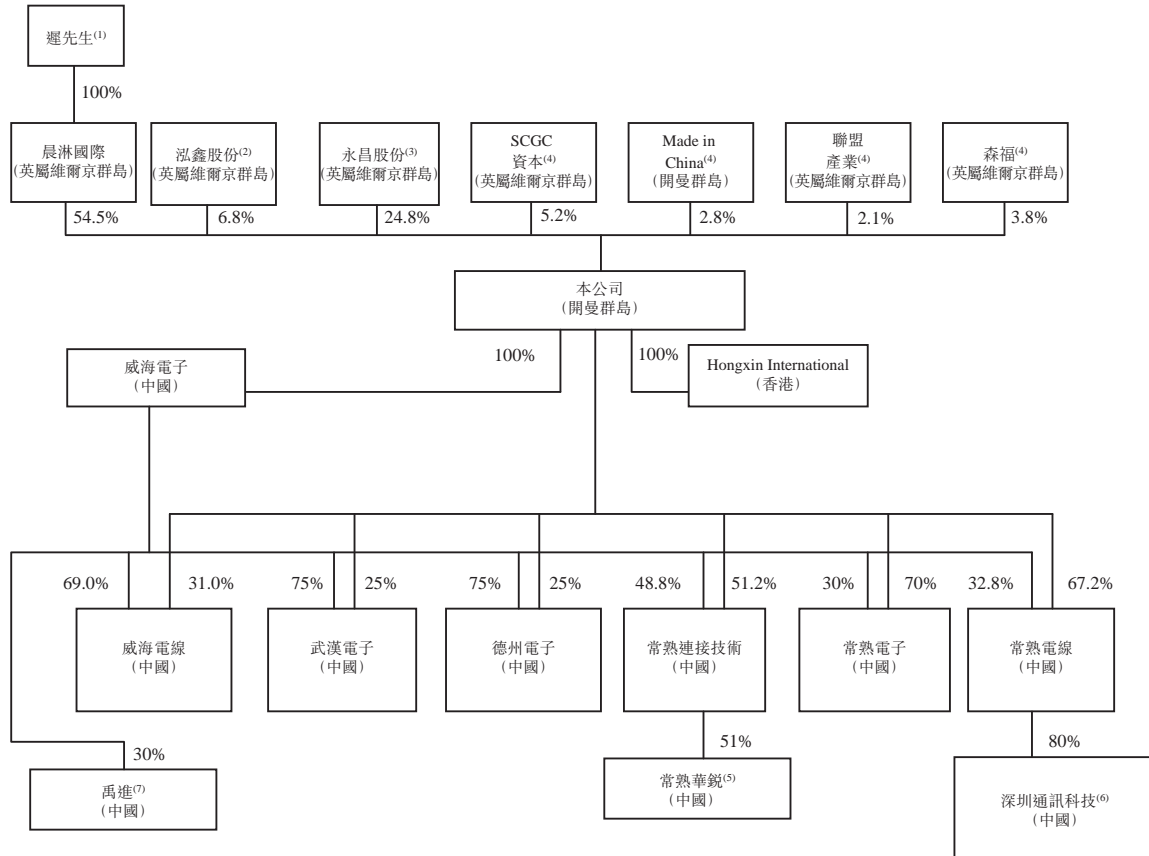 遲先生(1)
100%
晨淋國際
(英屬維爾京群島)
泓鑫股份(2)
(英屬維爾京群島)
永昌股份(3)
(英屬維爾京群島)
SCGC
資本(4)
(英屬維爾京群島)
Made in
China(4)
(開曼群島)
聯盟
產業(4)
(英屬維爾京群島)
森福(4)
(英屬維爾京群島)
54.5%
6.8%
24.8%
5.2%
2.8%
2.1%
3.8%
本公司
(開曼群島)
100%
100%
威海電子
(中國)
Hongxin International
(香港)
69.0%
31.0%
75%
25%
75%
25%
48.8%
51.2%
30%
70%
32.8%
67.2%
威海電線
(中國)
武漢電子
(中國)
德州電子
(中國)
常熟連接技術
(中國)
常熟電子
(中國)
常熟電線
(中國)
30%
51%
80%
禹進(7)
(中國)
常熟華鋭(5)
(中國)
深圳通訊科技(6)
(中國)